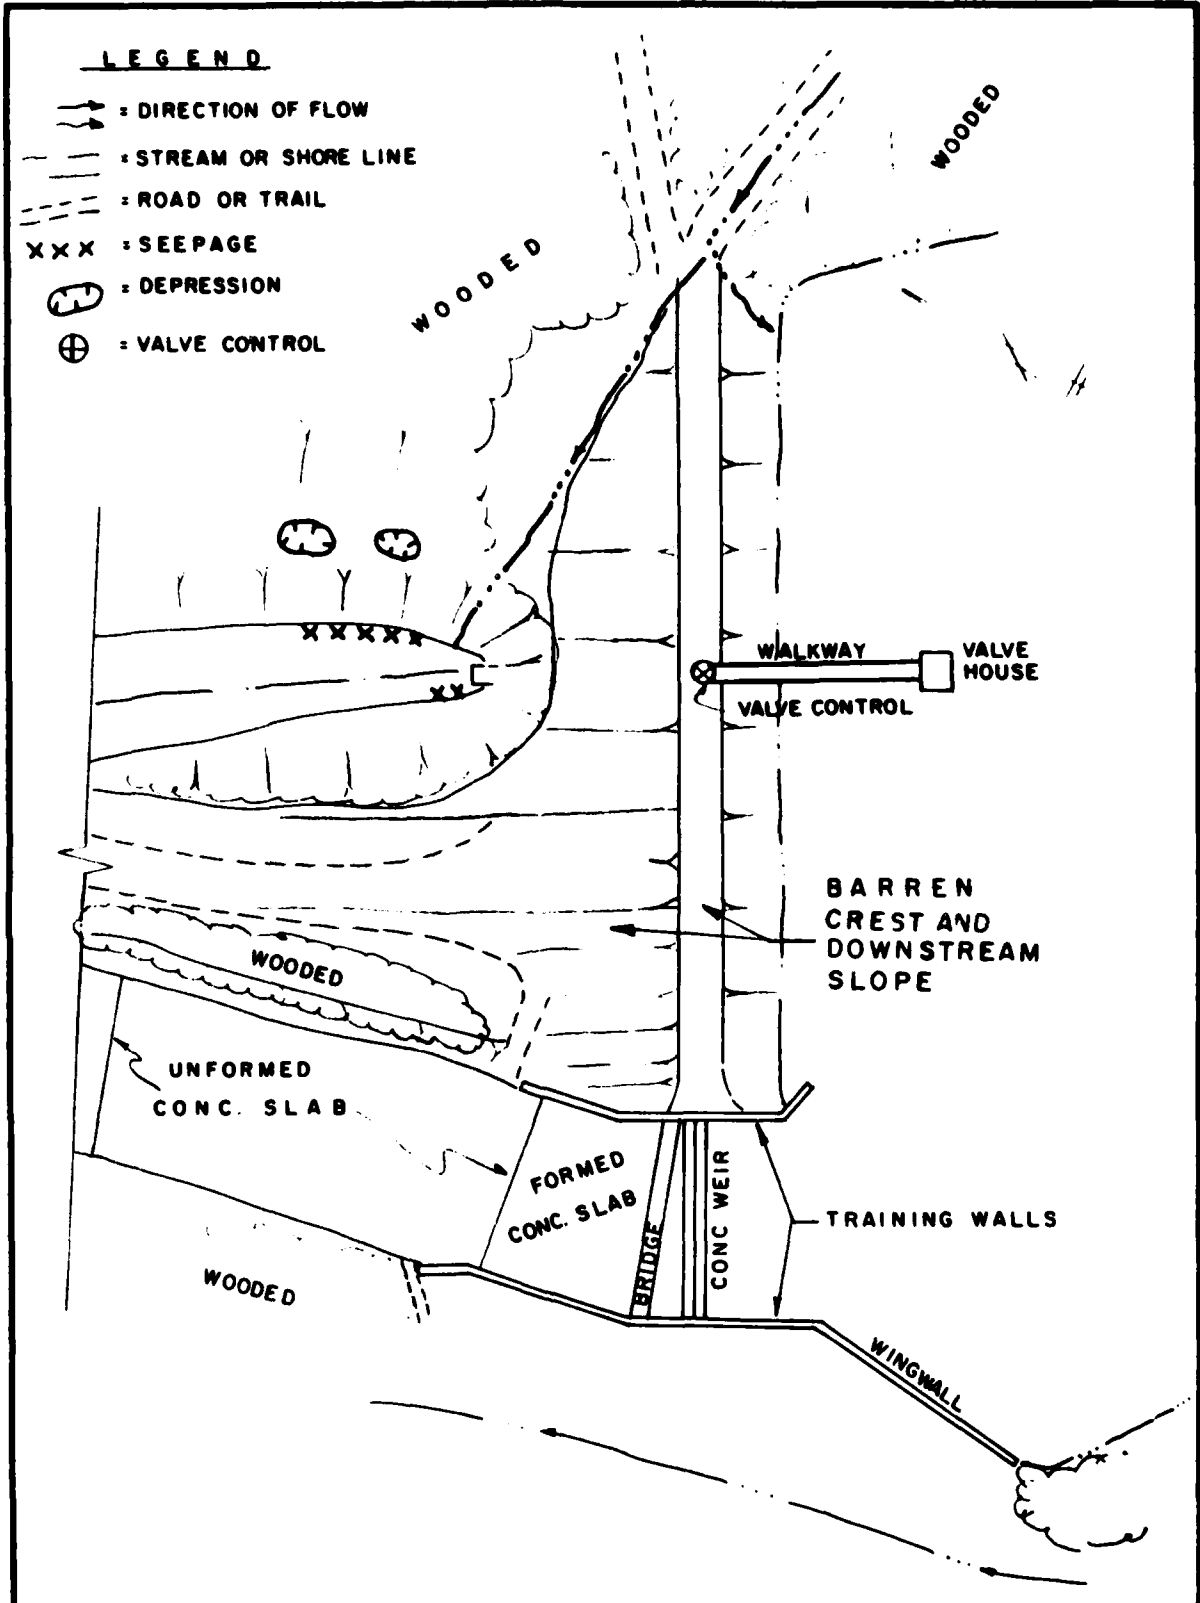 LEGEND
= DIRECTION OF FLOW
= STREAM OR SHORE LINE
= ROAD OR TRAIL
XXX = SEEPAGE
= DEPRESSION
= VALVE CONTROL
WOODED
WOODED
XXXXX
XX
WALKWAY
VALVE
HOUSE
VALVE CONTROL
BARREN
CREST AND
DOWNSTREAM
SLOPE
WOODED
UNFORMED
CONC. SLAB
FORMED
CONC. SLAB
BRIDGE
CONC WEIR
TRAINING WALLS
WOODED
WINGWALL